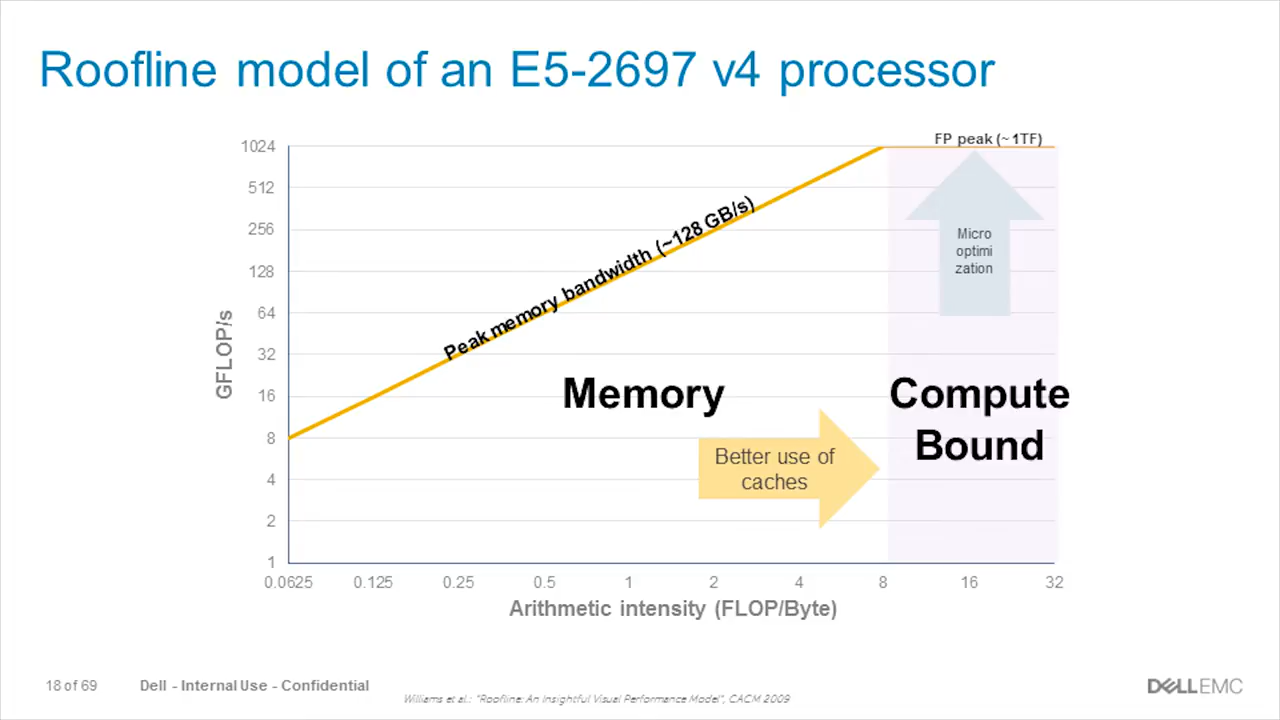 Roofline model of an E5-2697 v4 processor
FP peak (~1TF)
1024
512
256
128
64
32
16
8
4
2
1
GFLOP/s
Peak memory bandwidth (~128 GB/s)
Micro
optimi
zation
Memory
Compute
Bound
Better use of
caches
0.0625 0.125 0.25 0.5 1 2 4 8 16 32
Arithmetic intensity (FLOP/Byte)
18 of 69 Dell - Internal Use - Confidential
Williams et al.: "Roofline: An Insightful Visual Performance Model", CACM 2009
DELLEMC